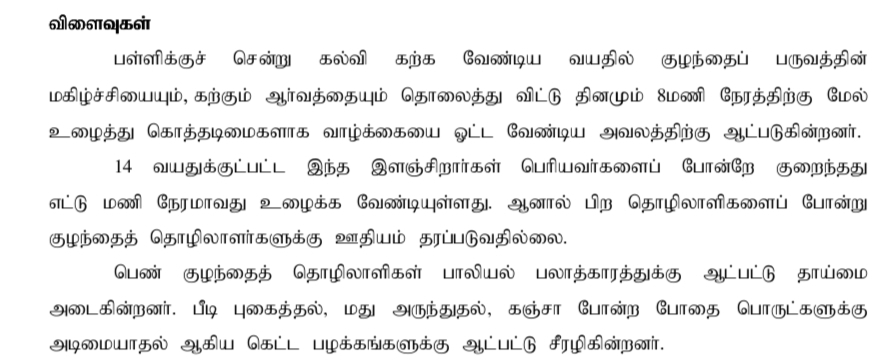 விளைவுகள்
பள்ளிக்குச் சென்று கல்வி கற்க வேண்டிய வயதில் குழந்தைப் பருவத்தின்
மகிழ்ச்சியையும், கற்கும் ஆர்வத்தையும் தொலைத்து விட்டு தினமும் 8மணி நேரத்திற்கு மேல்
உழைத்து கொத்தடிமைகளாக வாழ்க்கையை ஓட்ட வேண்டிய அவலத்திற்கு ஆட்படுகின்றனர்.
14 வயதுக்குட்பட்ட இந்த இளஞ்சிறார்கள் பெரியவர்களைப் போன்றே குறைந்தது
எட்டு மணி நேரமாவது உழைக்க வேண்டியுள்ளது. ஆனால் பிற தொழிலாளிகளைப் போன்று
குழந்தைத் தொழிலாளர்களுக்கு ஊதியம் தரப்படுவதில்லை.
பெண் குழந்தைத் தொழிலாளிகள் பாலியல் பலாத்காரத்துக்கு ஆட்பட்டு தாய்மை
அடைகின்றனர். பீடி புகைத்தல், மது அருந்துதல், கஞ்சா போன்ற போதை பொருட்களுக்கு
அடிமையாதல் ஆகிய கெட்ட பழக்கங்களுக்கு ஆட்பட்டு சீரழிகின்றனர்.